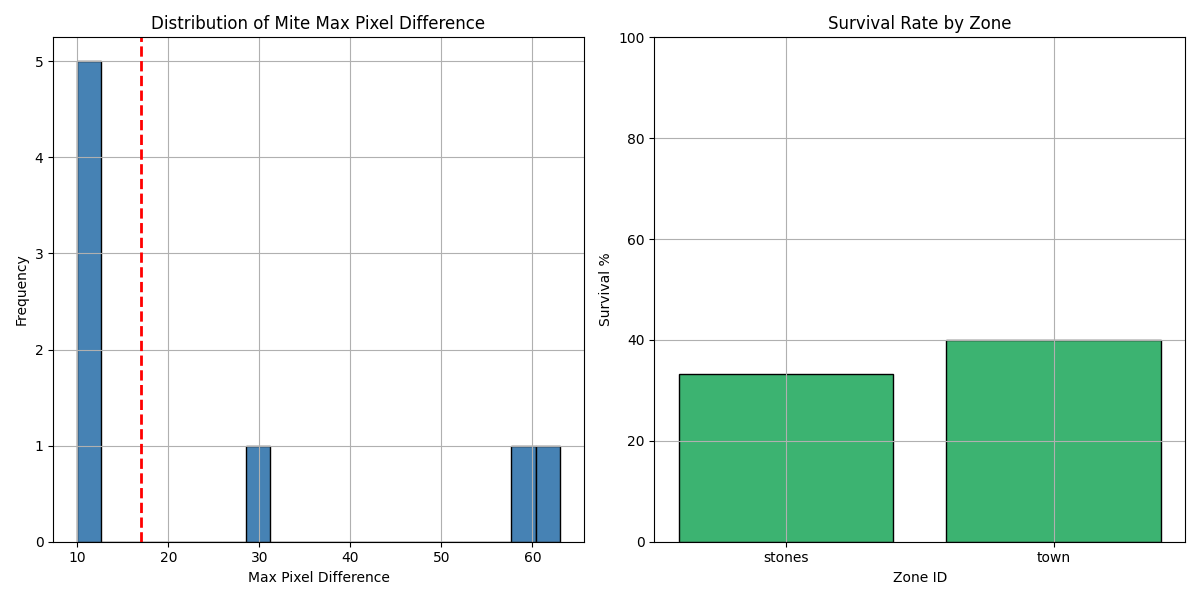 Distribution of Mite Max Pixel Difference
Frequency
5
4
3
2
1
0
10 20 30 40 50 60
Max Pixel Difference
Survival Rate by Zone
Survival %
100
80
60
40
20
0
stones town
Zone ID